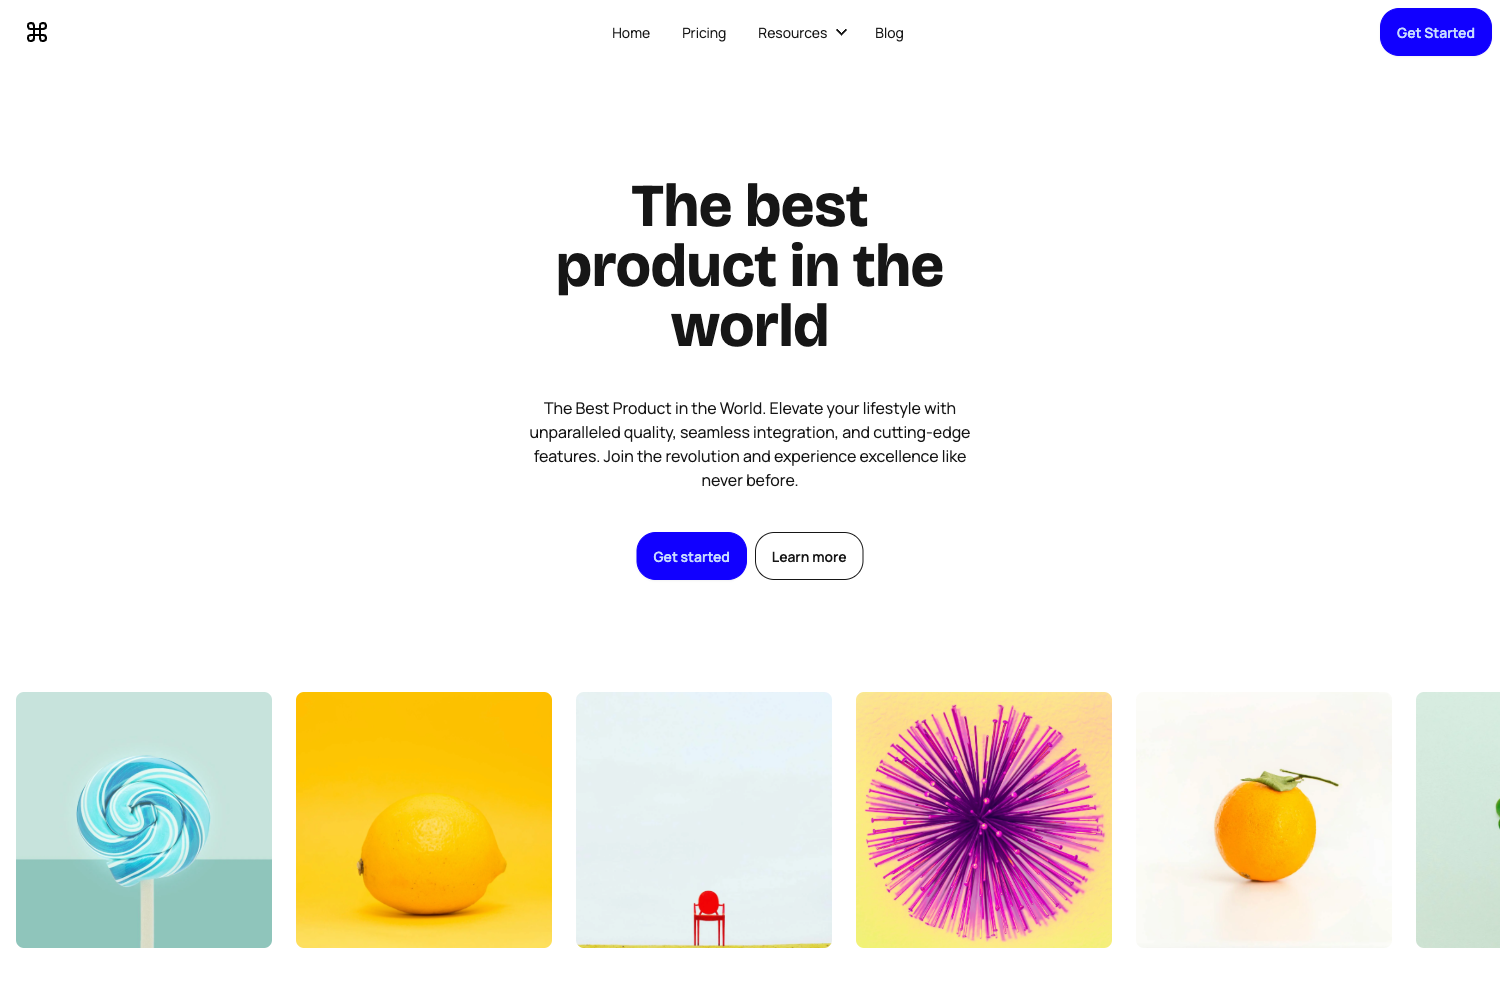 Home
Pricing
Resources
Blog
Get Started
The best
product in the
world
The Best Product in the World. Elevate your lifestyle with
unparalleled quality, seamless integration, and cutting-edge
features. Join the revolution and experience excellence like
never before.
Get started
Learn more